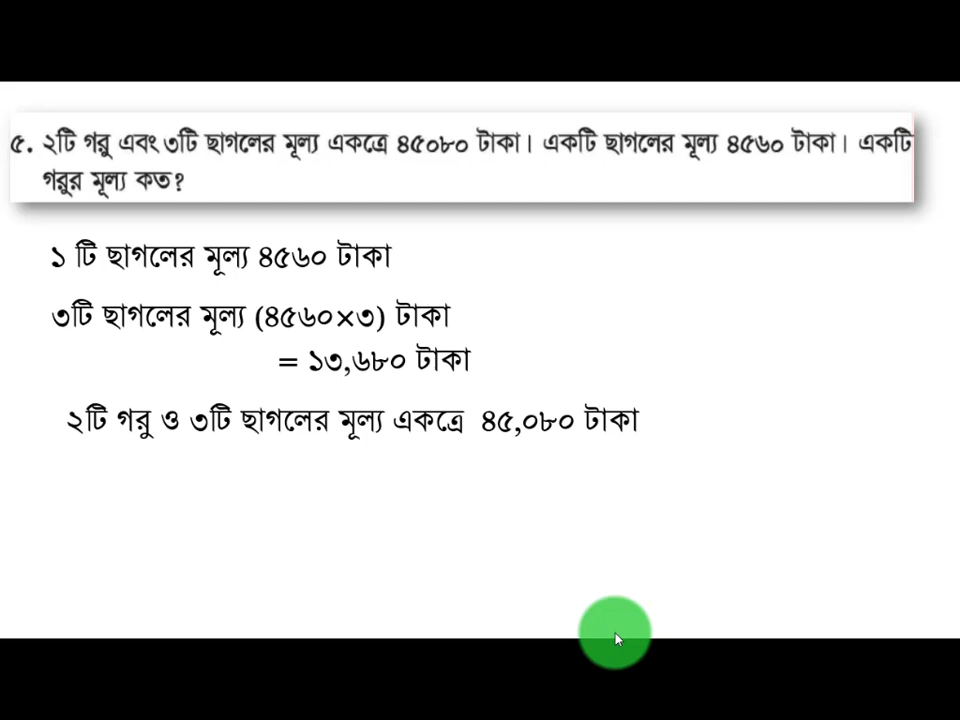 ৫. ২টি গরু এবং ৩টি ছাগলের মূল্য একত্রে ৪৫০৮০ টাকা। একটি ছাগলের মূল্য ৪৫৬০ টাকা। একটি
গরুর মূল্য কত?
১ টি ছাগলের মূল্য ৪৫৬০ টাকা
৩টি ছাগলের মূল্য (৪৫৬০×৩) টাকা
= ১৩,৬৮০ টাকা
২টি গরু ও ৩টি ছাগলের মূল্য একত্রে ৪৫,০৮০ টাকা